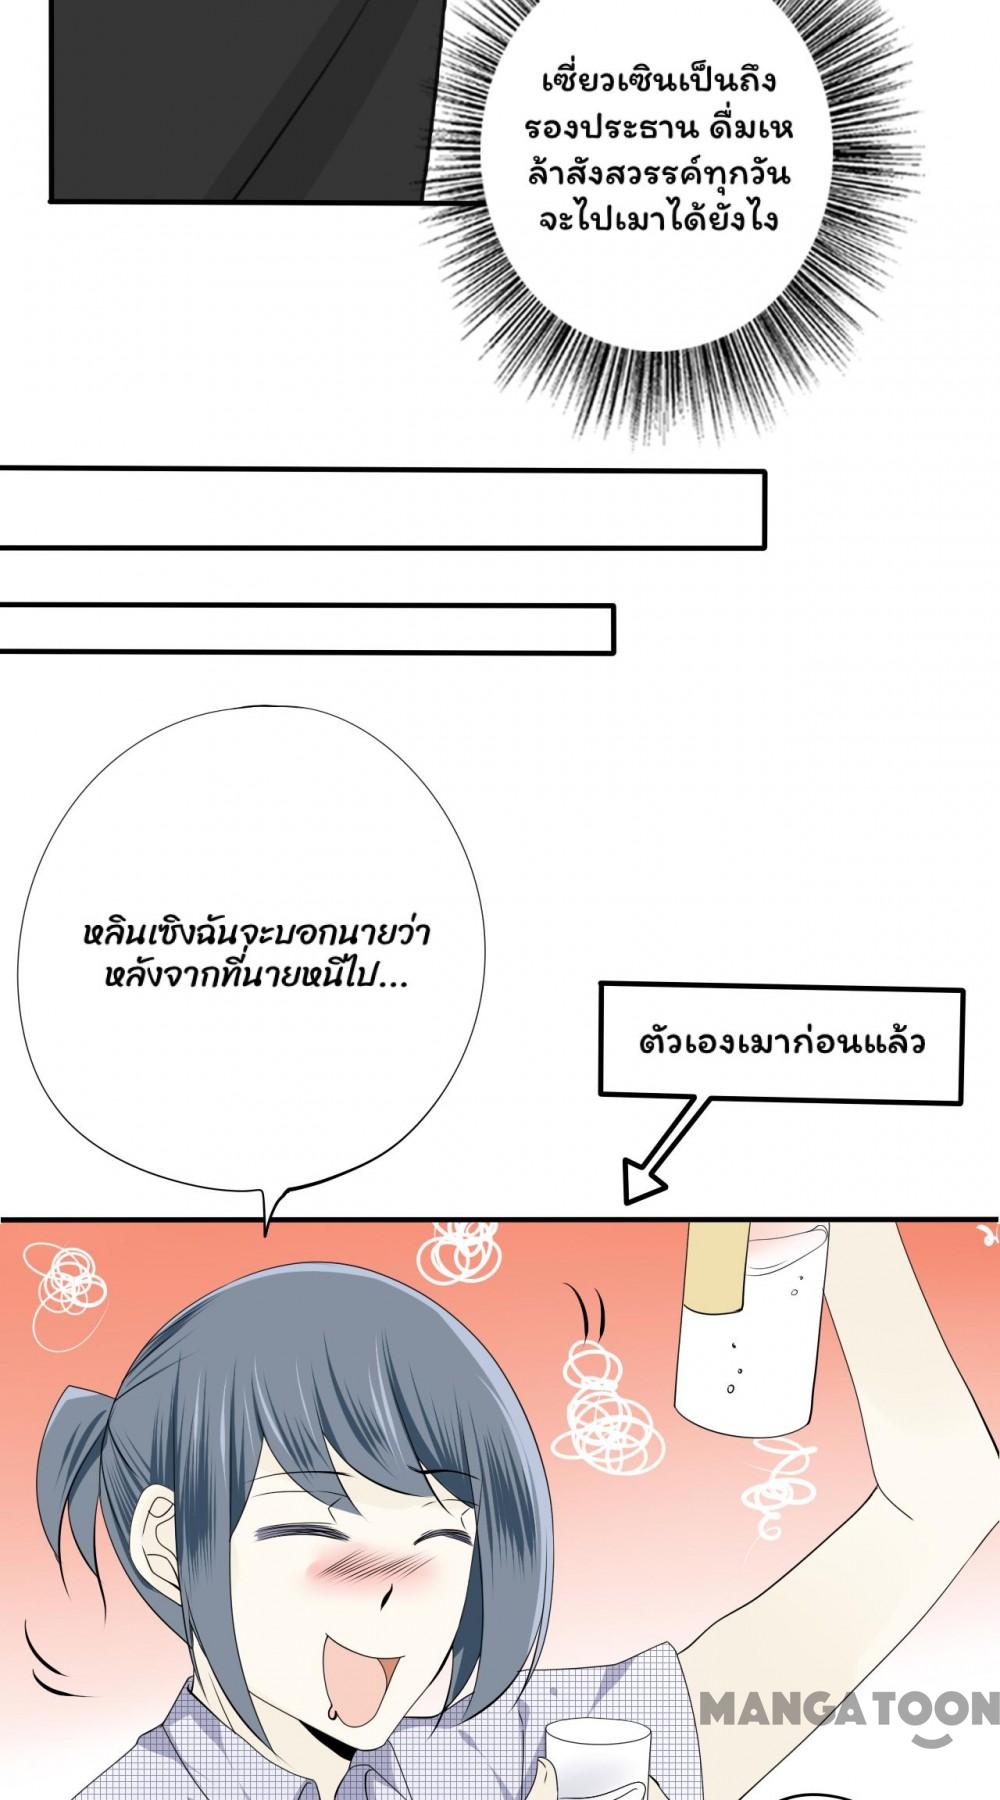 เซี่ยวเซินเป็นถึง
รองประธาน ดื่มเห
ล้าสังสวรรค์ทุกวัน
จะไปเมาได้ยังไง
หลินเซิงฉันจะบอกนายว่า
หลังจากที่นายหนีไป...
ตัวเองเมาก่อนแล้ว
MANGATOON